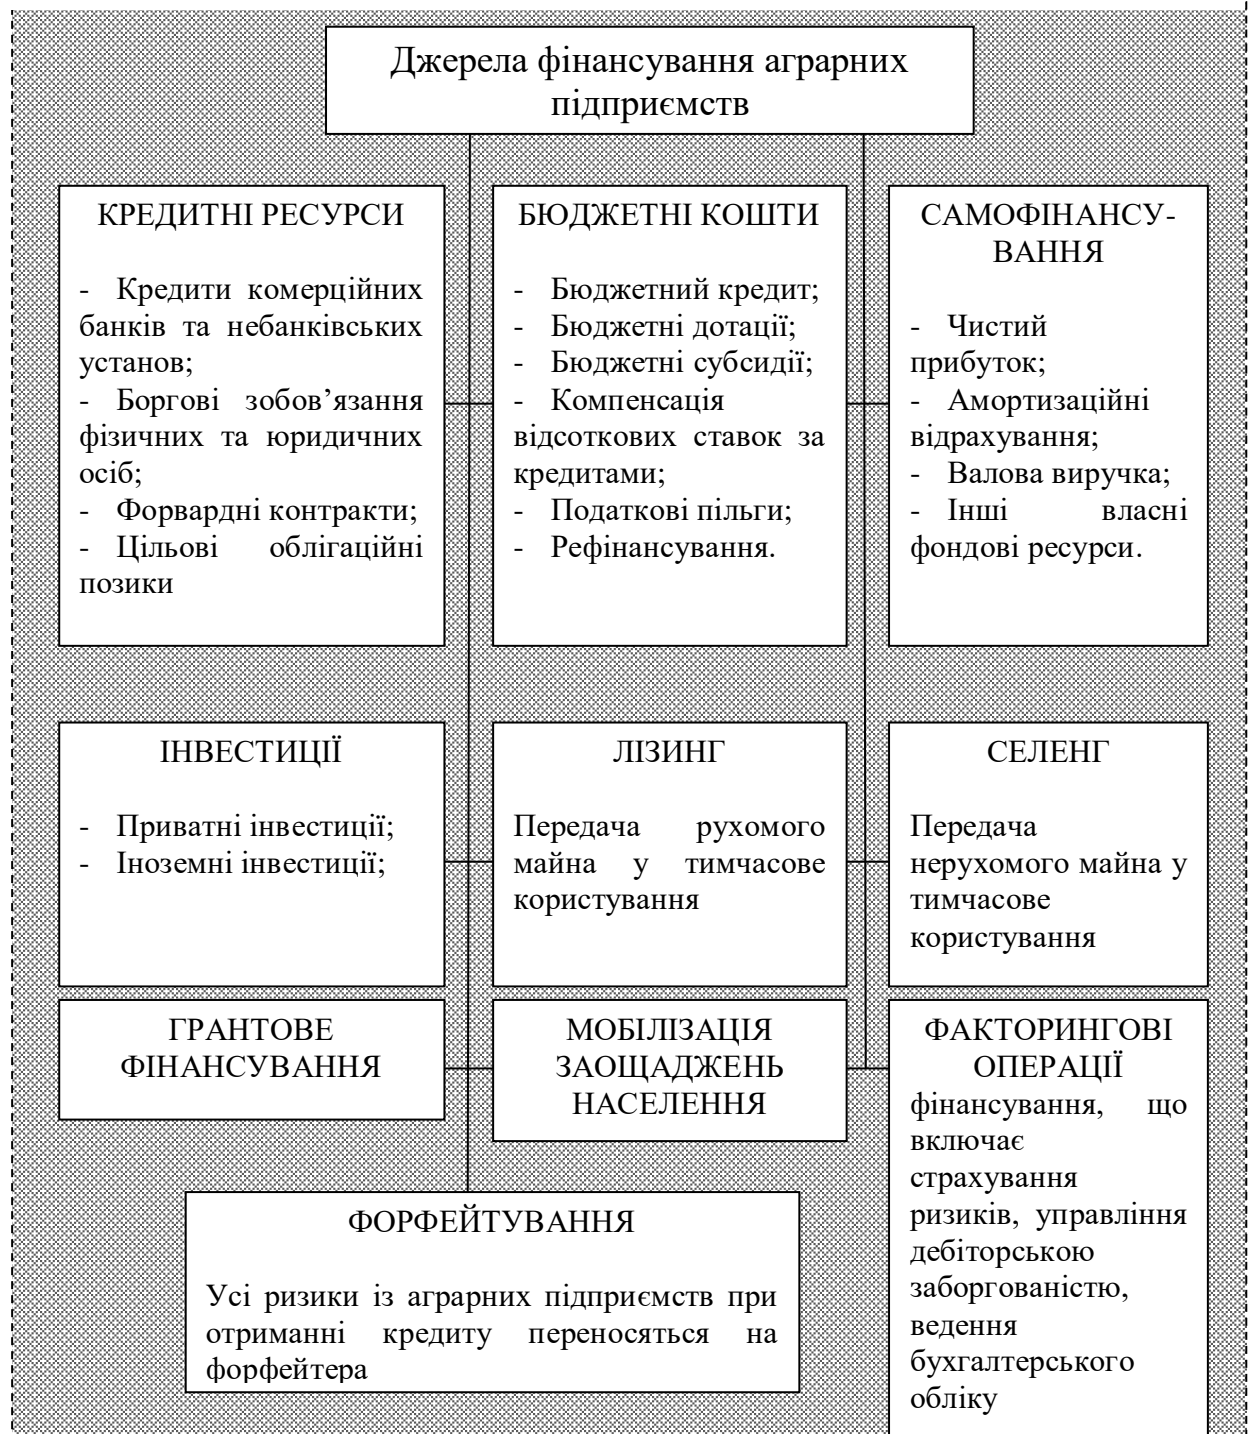 Джерела фінансування аграрних
підприємств
КРЕДИТНІ РЕСУРСИ
- Кредити комерційних
банків та небанківських
установ;
- Боргові зобов’язання
фізичних та юридичних
осіб;
- Форвардні контракти;
- Цільові облігаційні
позики
БЮДЖЕТНІ КОШТИ
- Бюджетний кредит;
- Бюджетні дотації;
- Бюджетні субсидії;
- Компенсація
відсоткових ставок за
кредитами;
- Податкові пільги;
- Рефінансування.
САМОФІНАНСУ-
ВАННЯ
- Чистий
прибуток;
- Амортизаційні
відрахування;
- Валова виручка;
- Інші власні
фондові ресурси.
ІНВЕСТИЦІЇ
- Приватні інвестиції;
- Іноземні інвестиції;
ЛІЗИНГ
Передача рухомого
майна у тимчасове
користування
СЕЛЕНГ
Передача
нерухомого майна у
тимчасове
користування
ГРАНТОВЕ
ФІНАНСУВАННЯ
МОБІЛІЗАЦІЯ
ЗАОЩАДЖЕНЬ
НАСЕЛЕННЯ
ФАКТОРИНГОВІ
ОПЕРАЦІЇ
фінансування, що
включає
страхування
ризиків, управління
дебіторською
заборгованістю,
ведення
бухгалтерського
обліку
ФОРФЕЙТУВАННЯ
Усі ризики із аграрних підприємств при
отриманні кредиту переносяться на
форфейтера